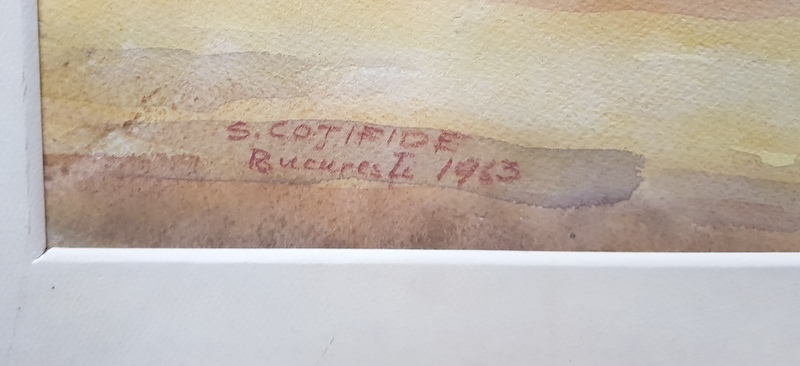 S. COTIFIDE
Bucuresti 1963